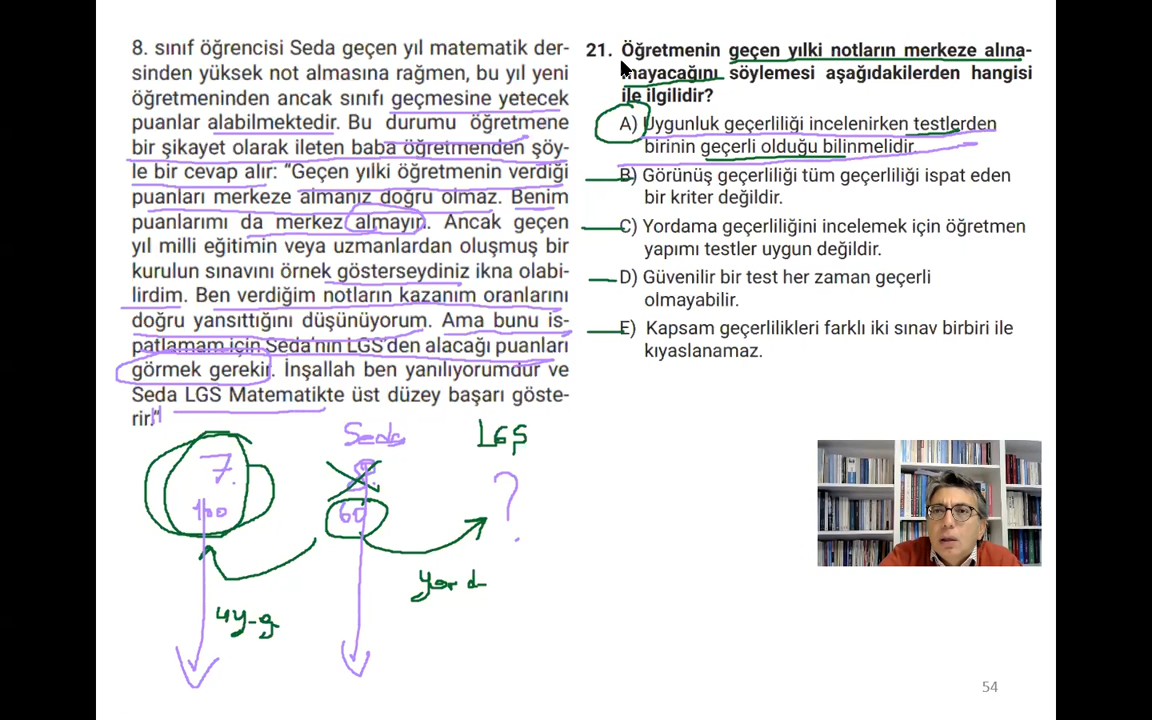 8. sınıf öğrencisi Seda geçen yıl matematik der-
sinden yüksek not almasına rağmen, bu yıl yeni
öğretmeninden ancak sınıfı geçmesine yetecek
puanlar alabilmektedir. Bu durumu öğretmene
bir şikayet olarak ileten baba öğretmenden şöy-
le bir cevap alır: “Geçen yılki öğretmenin verdiği
puanları merkeze almanız doğru olmaz. Benim
puanlarımı da merkez almayın. Ancak geçen
yıl milli eğitimin veya uzmanlardan oluşmuş bir
kurulun sınavını örnek gösterseydiniz ikna olabi-
lirdim. Ben verdiğim notların kazanım oranlarını
doğru yansıttığını düşünüyorum. Ama bunu is-
patlamam için Seda’nın LGS’den alacağı puanları
görmek gerekir. İnşallah ben yanılıyorumdur ve
Seda LGS Matematikte üst düzey başarı göste-
rir.”
21. Öğretmenin geçen yılki notların merkeze alına-
mayacağını söylemesi aşağıdakilerden hangisi
ile ilgilidir?
A) Uygunluk geçerliliği incelenirken testlerden
birinin geçerli olduğu bilinmelidir.
B) Görünüş geçerliliği tüm geçerliliği ispat eden
bir kriter değildir.
C) Yordama geçerliliğini incelemek için öğretmen
yapımı testler uygun değildir.
D) Güvenilir bir test her zaman geçerli
olmayabilir.
E) Kapsam geçerlilikleri farklı iki sınav birbiri ile
kıyaslanamaz.
Seda
LGS
7.
?
100
60
yord
uy-g
54